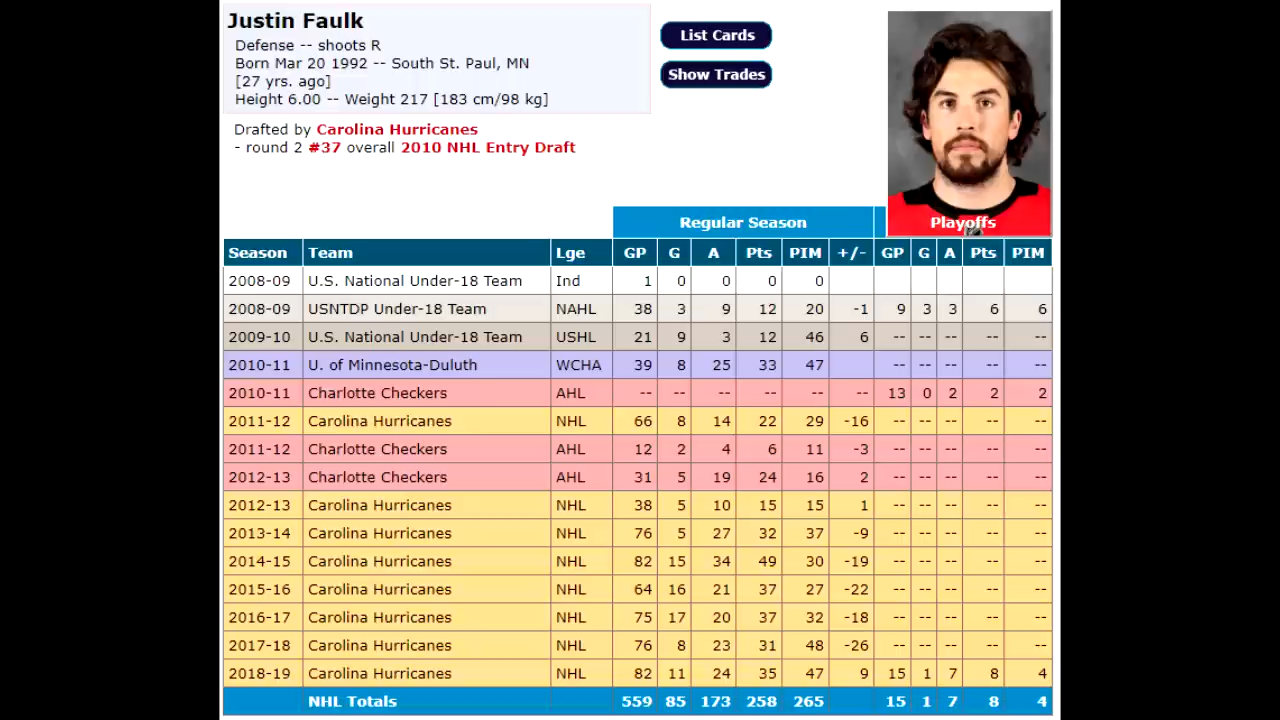 Justin Faulk
Defense -- shoots R
Born Mar 20 1992 -- South St. Paul, MN
[27 yrs. ago]
Height 6.00 -- Weight 217 [183 cm/98 kg]
List Cards
Show Trades
Drafted by Carolina Hurricanes
- round 2 #37 overall 2010 NHL Entry Draft
Regular Season Playoffs
Season Team Lge GP G A Pts PIM +/- GP G A Pts PIM
2008-09 U.S. National Under-18 Team Ind 1 0 0 0 0
2008-09 USNTDP Under-18 Team NAHL 38 3 9 12 20 -1 9 3 3 6 6
2009-10 U.S. National Under-18 Team USHL 21 9 3 12 46 6 -- -- -- -- --
2010-11 U. of Minnesota-Duluth WCHA 39 8 25 33 47 -- -- -- -- --
2010-11 Charlotte Checkers AHL -- -- -- -- -- -- 13 0 2 2 2
2011-12 Carolina Hurricanes NHL 66 8 14 22 29 -16 -- -- -- -- --
2011-12 Charlotte Checkers AHL 12 2 4 6 11 -3 -- -- -- -- --
2012-13 Charlotte Checkers AHL 31 5 19 24 16 2 -- -- -- -- --
2012-13 Carolina Hurricanes NHL 38 5 10 15 15 1 -- -- -- -- --
2013-14 Carolina Hurricanes NHL 76 5 27 32 37 -9 -- -- -- -- --
2014-15 Carolina Hurricanes NHL 82 15 34 49 30 -19 -- -- -- -- --
2015-16 Carolina Hurricanes NHL 64 16 21 37 27 -22 -- -- -- -- --
2016-17 Carolina Hurricanes NHL 75 17 20 37 32 -18 -- -- -- -- --
2017-18 Carolina Hurricanes NHL 76 8 23 31 48 -26 -- -- -- -- --
2018-19 Carolina Hurricanes NHL 82 11 24 35 47 9 15 1 7 8 4
NHL Totals 559 85 173 258 265 15 1 7 8 4